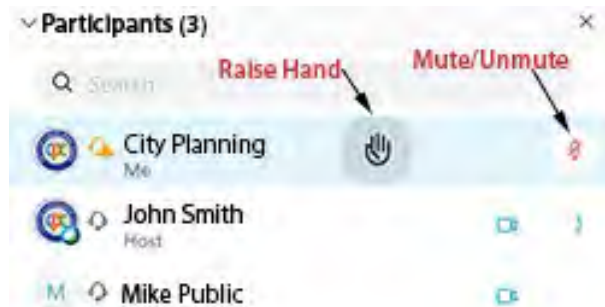 Participants (3)
Raise Hand
Mute/Unmute
Search
City Planning
Me
John Smith
Host
M Mike Public